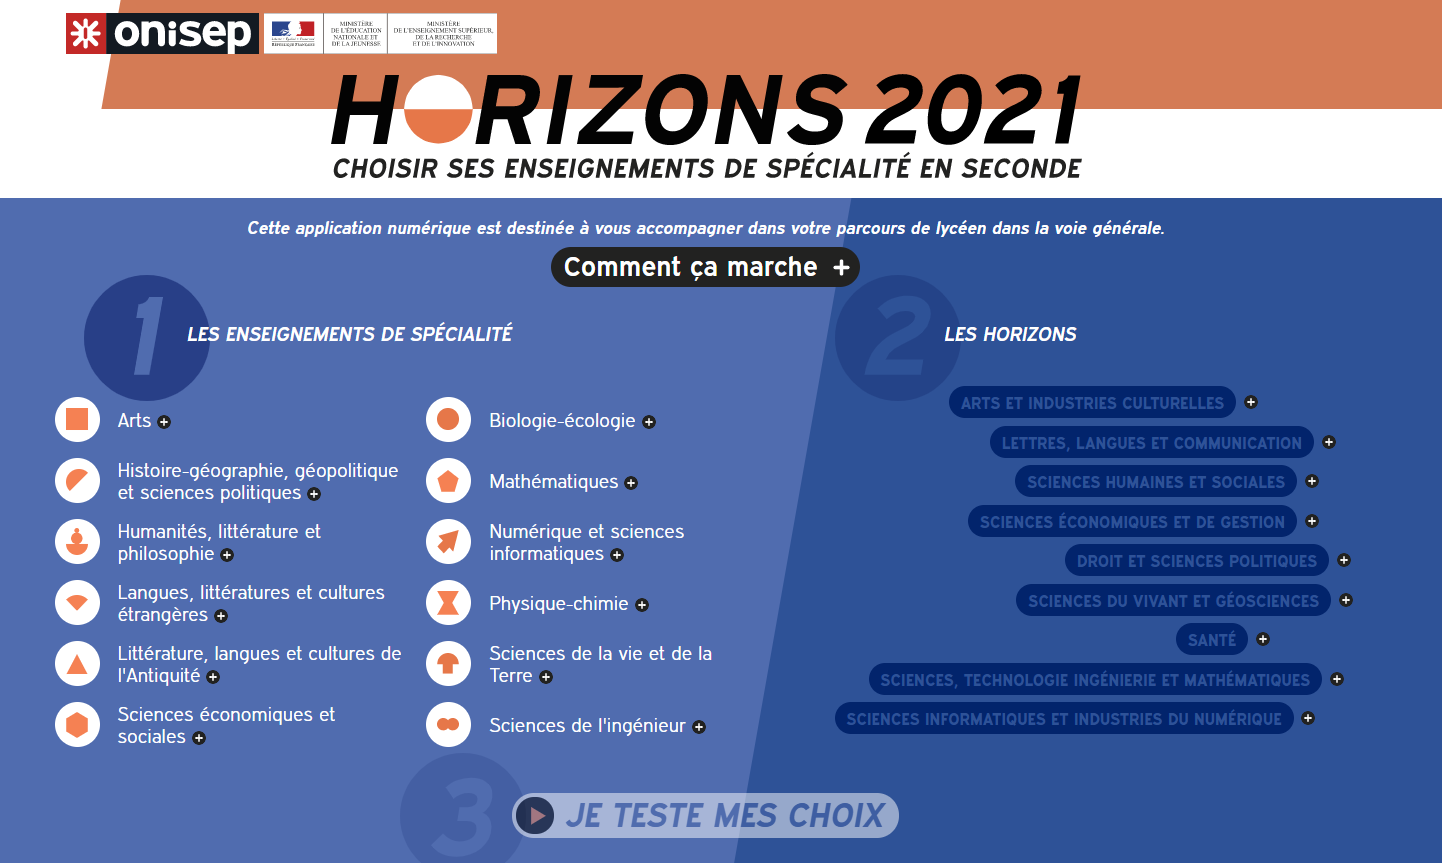 onisep
RÉPUBLIQUE FRANÇAISE
MINISTÈRE
DE L'ÉDUCATION
NATIONALE ET
DE LA JEUNESSE
MINISTÈRE
DE L'ENSEIGNEMENT SUPÉRIEUR,
DE LA RECHERCHE
ET DE L'INNOVATION
HORIZONS 2021
CHOISIR SES ENSEIGNEMENTS DE SPÉCIALITÉ EN SECONDE
Cette application numérique est destinée à vous accompagner dans votre parcours de lycéen dans la voie générale.
Comment ça marche +
1
LES ENSEIGNEMENTS DE SPÉCIALITÉ
Arts +
Histoire-géographie, géopolitique
et sciences politiques +
Humanités, littérature et
philosophie +
Langues, littératures et cultures
étrangères +
Littérature, langues et cultures de
l'Antiquité +
Sciences économiques et
sociales +
Biologie-écologie +
Mathématiques +
Numérique et sciences
informatiques +
Physique-chimie +
Sciences de la vie et de la
Terre +
Sciences de l'ingénieur +
2
LES HORIZONS
ARTS ET INDUSTRIES CULTURELLES +
LETTRES, LANGUES ET COMMUNICATION +
SCIENCES HUMAINES ET SOCIALES +
SCIENCES ÉCONOMIQUES ET DE GESTION +
DROIT ET SCIENCES POLITIQUES +
SCIENCES DU VIVANT ET GÉOSCIENCES +
SANTÉ +
SCIENCES, TECHNOLOGIE INGÉNIERIE ET MATHÉMATIQUES +
SCIENCES INFORMATIQUES ET INDUSTRIES DU NUMÉRIQUE +
3
JE TESTE MES CHOIX